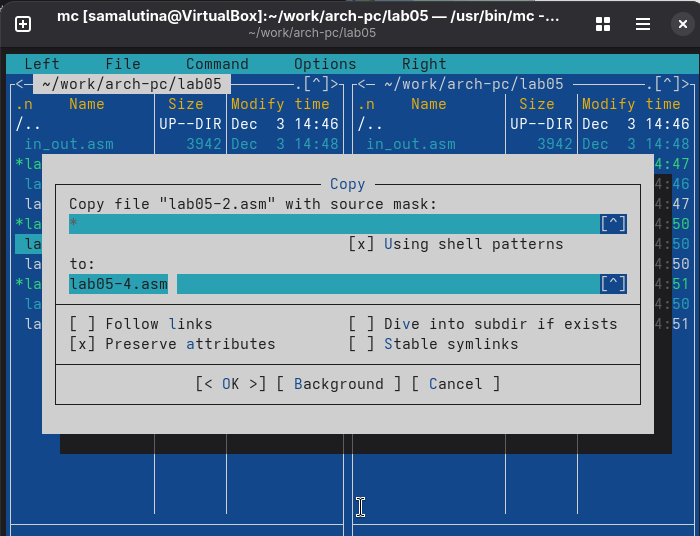 mc [samalutina@VirtualBox]:~/work/arch-pc/lab05 — /usr/bin/mc -...
~/work/arch-pc/lab05
Left File Command Options Right
<— ~/work/arch-pc/lab05 .[^]> <— ~/work/arch-pc/lab05 .[^]>
.n Name Size Modify time .n Name Size Modify time
/.. UP--DIR Dec 3 14:46 /.. UP--DIR Dec 3 14:46
in_out.asm 3942 Dec 3 14:48 in_out.asm 3942 Dec 3 14:48
*la 4:47
la Copy 4:46
la Copy file "lab05-2.asm" with source mask: 4:47
*la * [^] 4:50
la [x] Using shell patterns 4:50
la to: 4:50
*la lab05-4.asm [^] 4:51
la 4:50
la [ ] Follow links [ ] Dive into subdir if exists 4:51
[x] Preserve attributes [ ] Stable symlinks
[< OK >] [ Background ] [ Cancel ]